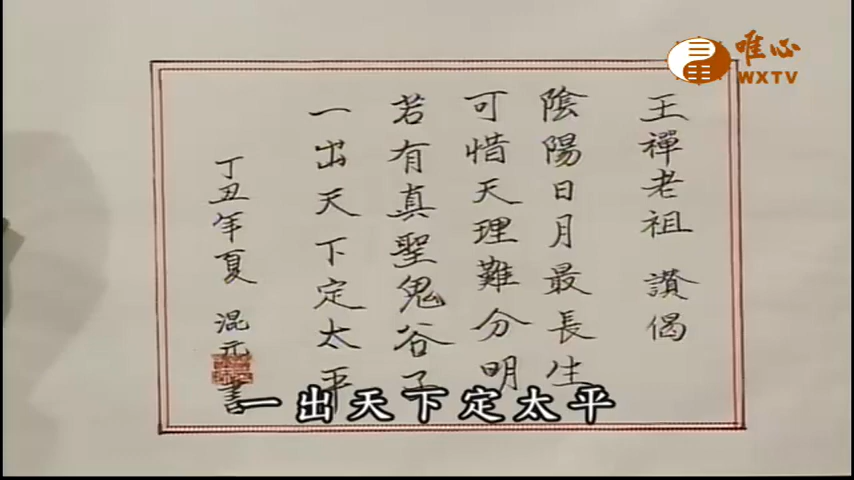 王禪老祖 讚偈
陰陽日月最長生
可惜天理難分明
若有真聖鬼谷子
一出天下定太平
丁丑年夏 混元 書
唯心
WXTV
一出天下定太平